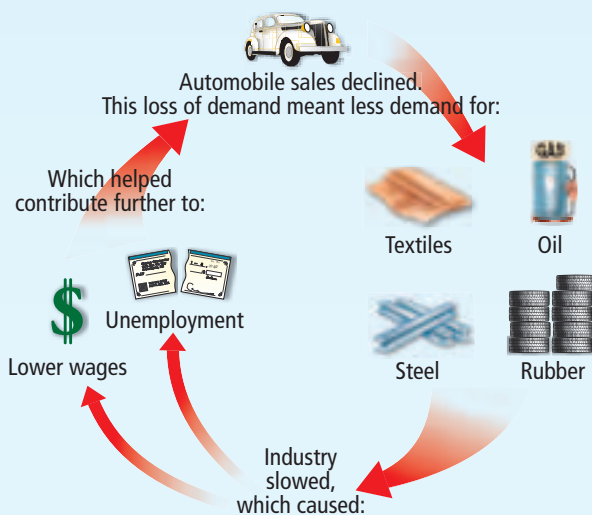 Automobile sales declined.
This loss of demand meant less demand for:
GAS
Textiles
Oil
Steel
Rubber
Industry
slowed,
which caused:
Unemployment
$
Lower wages
Which helped
contribute further to: